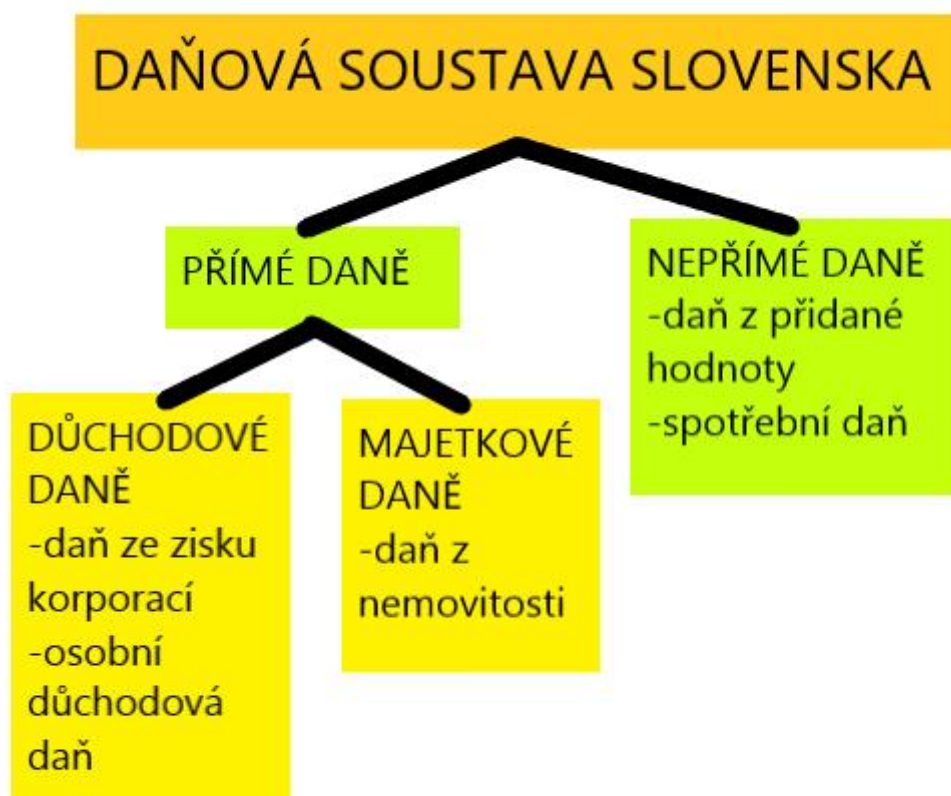 DAŇOVÁ SOUSTAVA SLOVENSKA
PŘÍMÉ DANĚ
NEPŘÍMÉ DANĚ
-daň z přidané
hodnoty
-spotřební daň
DŮCHODOVÉ
DANĚ
-daň ze zisku
korporací
-osobní
důchodová
daň
MAJETKOVÉ
DANĚ
-daň z
nemovitosti